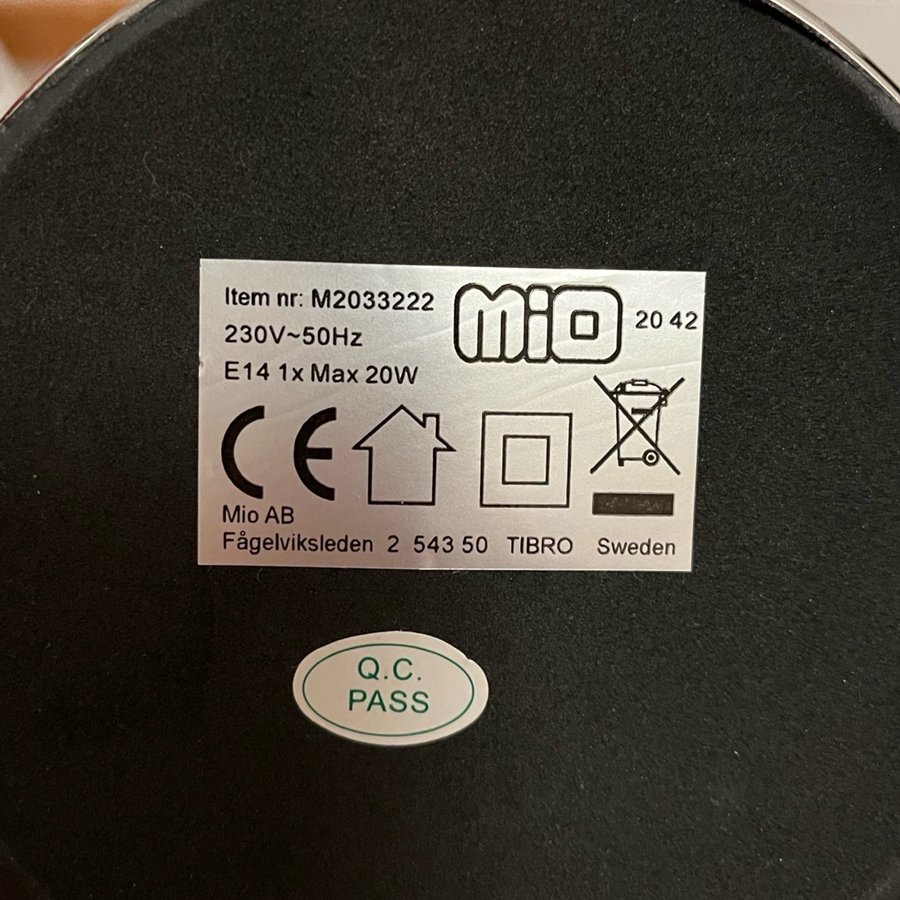 Item nr: M2033222
mio 20 42
230V~50Hz
E14 1x Max 20W
CE
Mio AB
Fågelviksleden 2 543 50 TIBRO Sweden
Q.C.
PASS